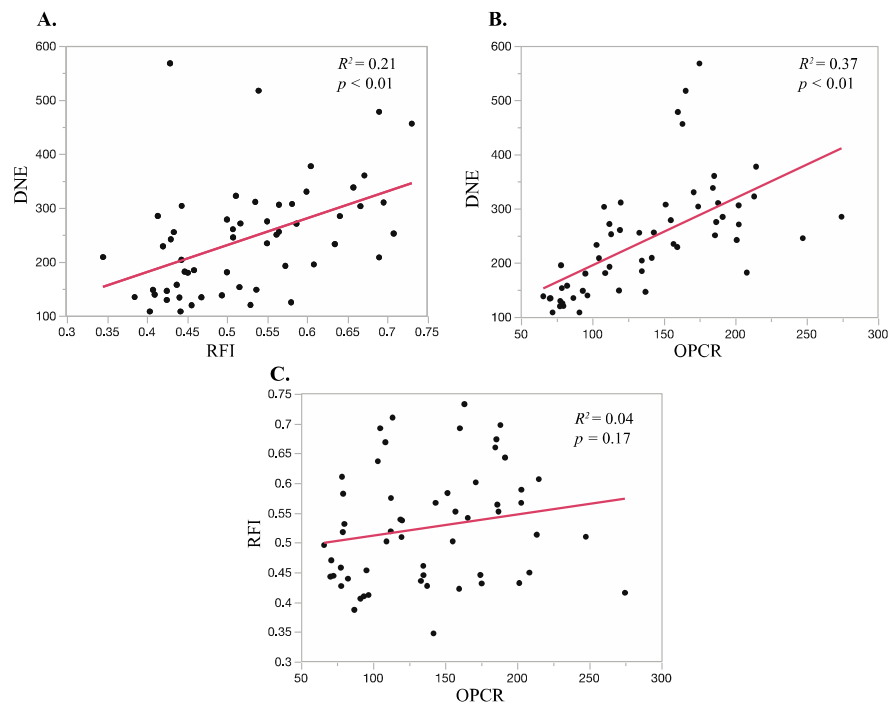 A.
R² = 0.21
p < 0.01
600
500
400
300
200
100
DNE
0.3 0.35 0.4 0.45 0.5 0.55 0.6 0.65 0.7 0.75
RFI
B.
R² = 0.37
p < 0.01
600
500
400
300
200
100
DNE
50 100 150 200 250 300
OPCR
C.
R² = 0.04
p = 0.17
0.75
0.7
0.65
0.6
0.55
0.5
0.45
0.4
0.35
0.3
RFI
50 100 150 200 250 300
OPCR